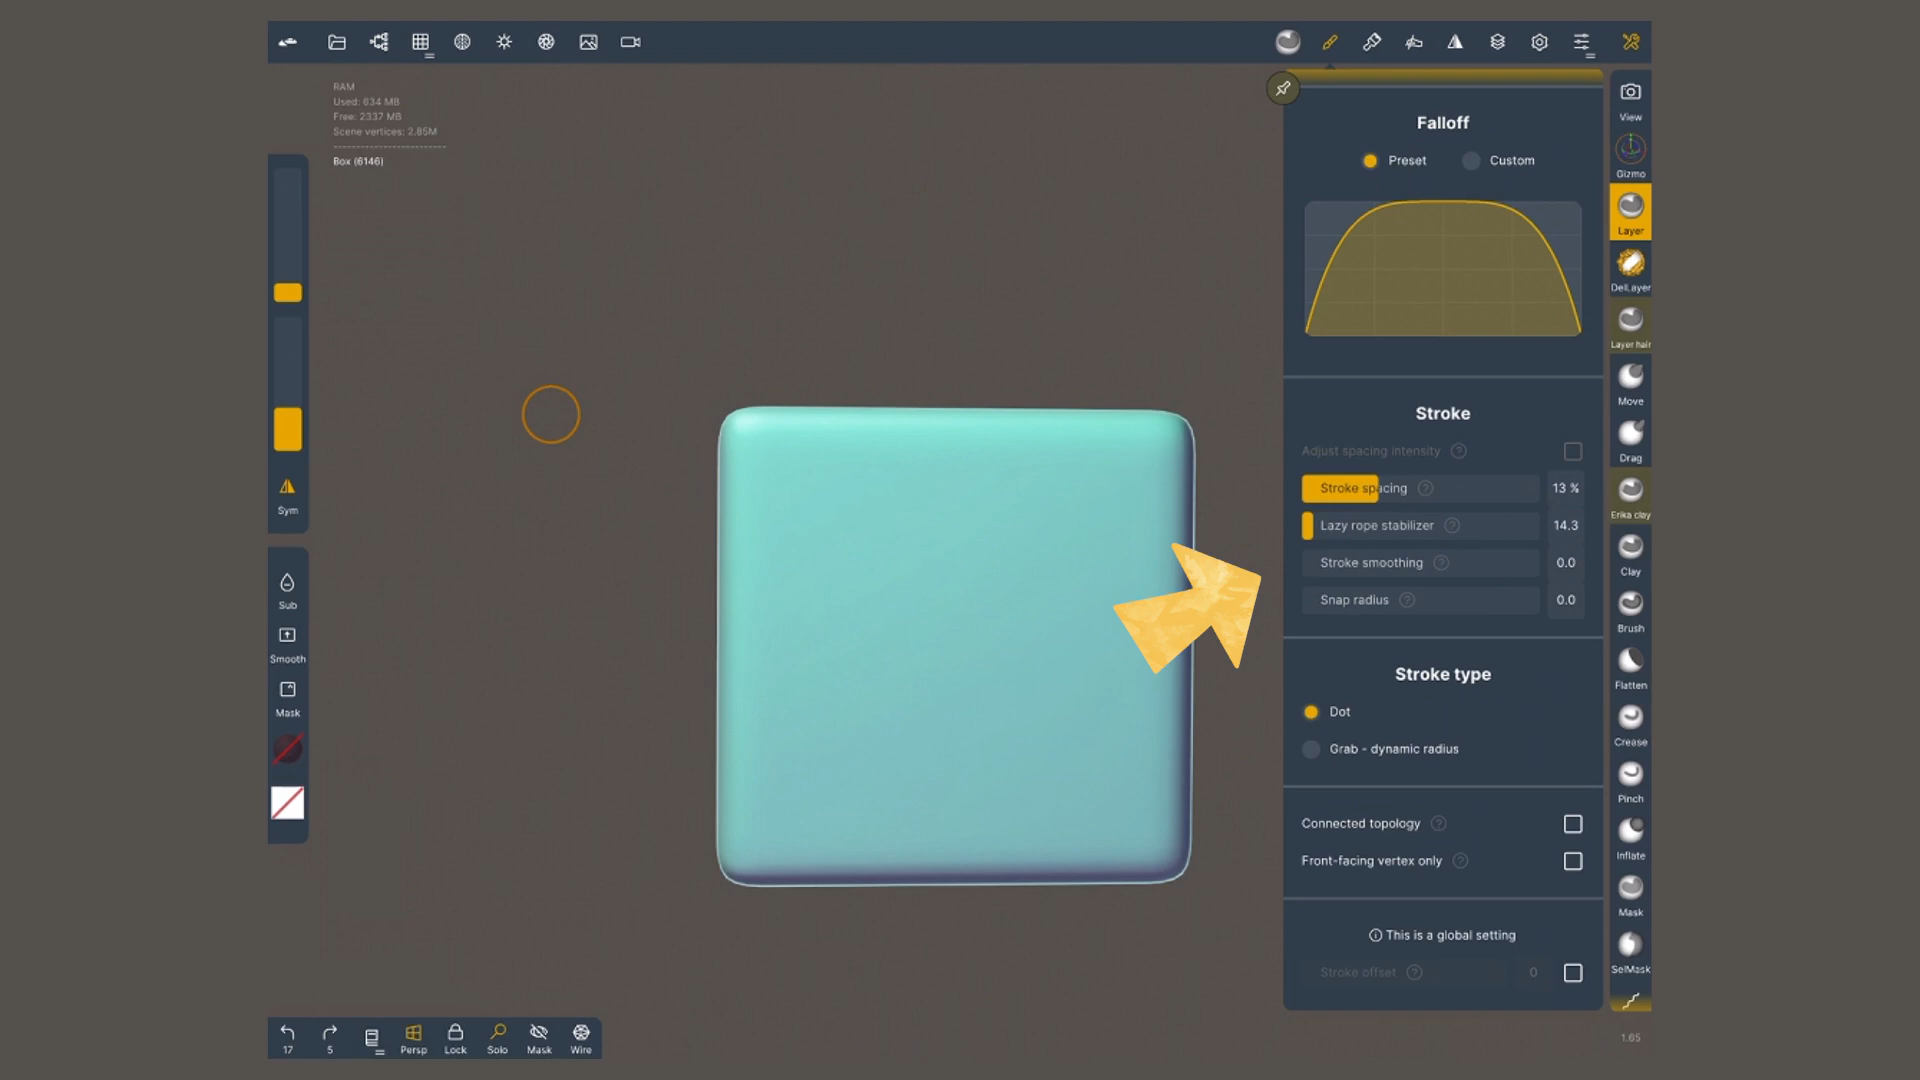 RAM
Used: 634 MB
Free: 2337 MB
Scene vertices: 2.85M
Box (6146)
Sym
Sub
Smooth
Mask
17
5
Persp
Lock
Solo
Mask
Wire
Falloff
Preset
Custom
Stroke
Adjust spacing intensity
Stroke spacing 13 %
Lazy rope stabilizer 14.3
Stroke smoothing 0.0
Snap radius 0.0
Stroke type
Dot
Grab - dynamic radius
Connected topology
Front-facing vertex only
This is a global setting
Stroke offset 0
View
Gizmo
Layer
DelLayer
Layer hair
Move
Drag
Erika clay
Clay
Brush
Flatten
Crease
Pinch
Inflate
Mask
SelMask
1.65